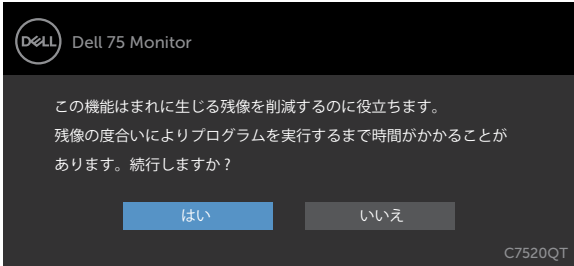 DELL Dell 75 Monitor
この機能はまれに生じる残像を削減するのに役立ちます。
残像の度合いによりプログラムを実行するまで時間がかかることが
あります。続行しますか？
はい いいえ
C7520QT